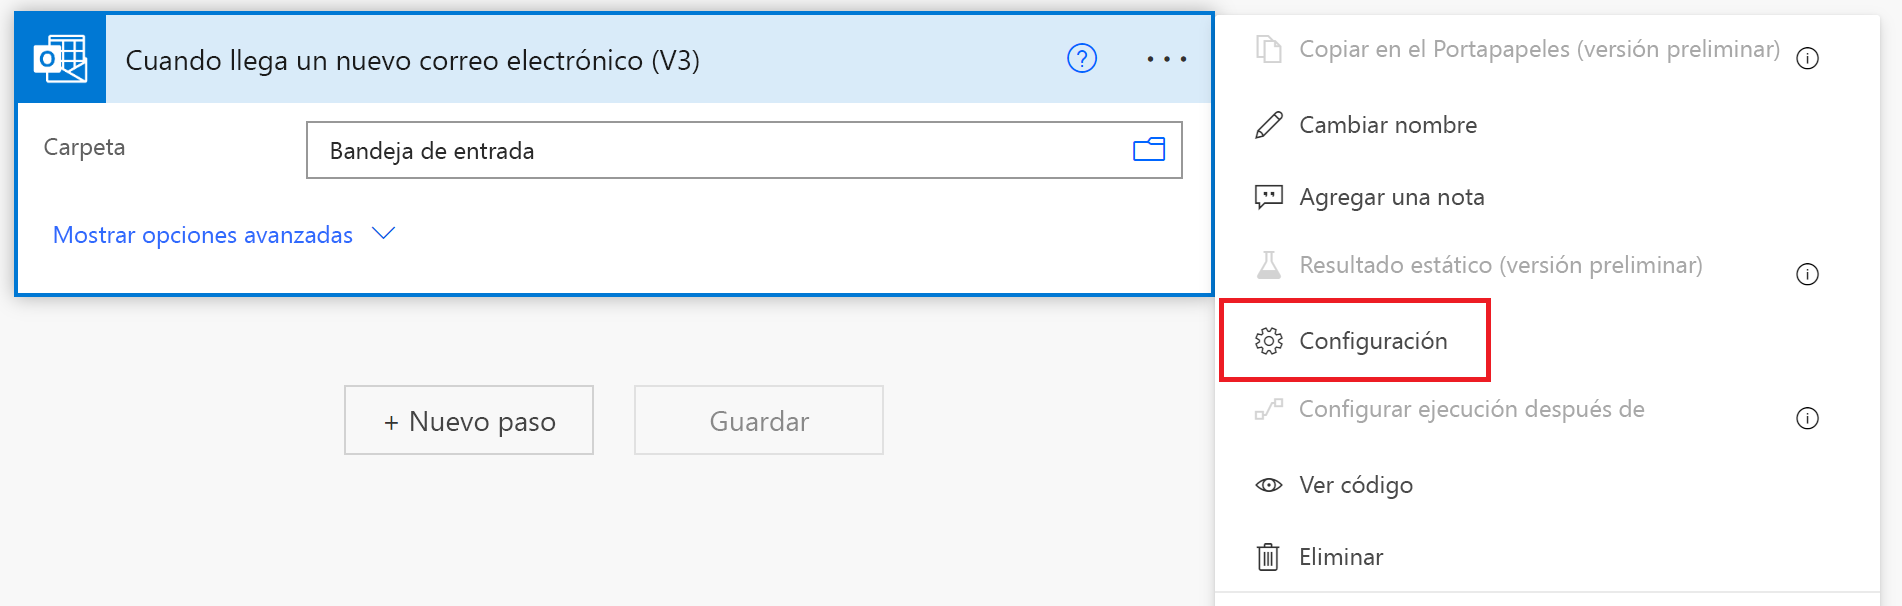 Cuando llega un nuevo correo electrónico (V3)
Carpeta
Bandeja de entrada
Mostrar opciones avanzadas
+ Nuevo paso
Guardar
Copiar en el Portapapeles (versión preliminar)
Cambiar nombre
Agregar una nota
Resultado estático (versión preliminar)
Configuración
Configurar ejecución después de
Ver código
Eliminar